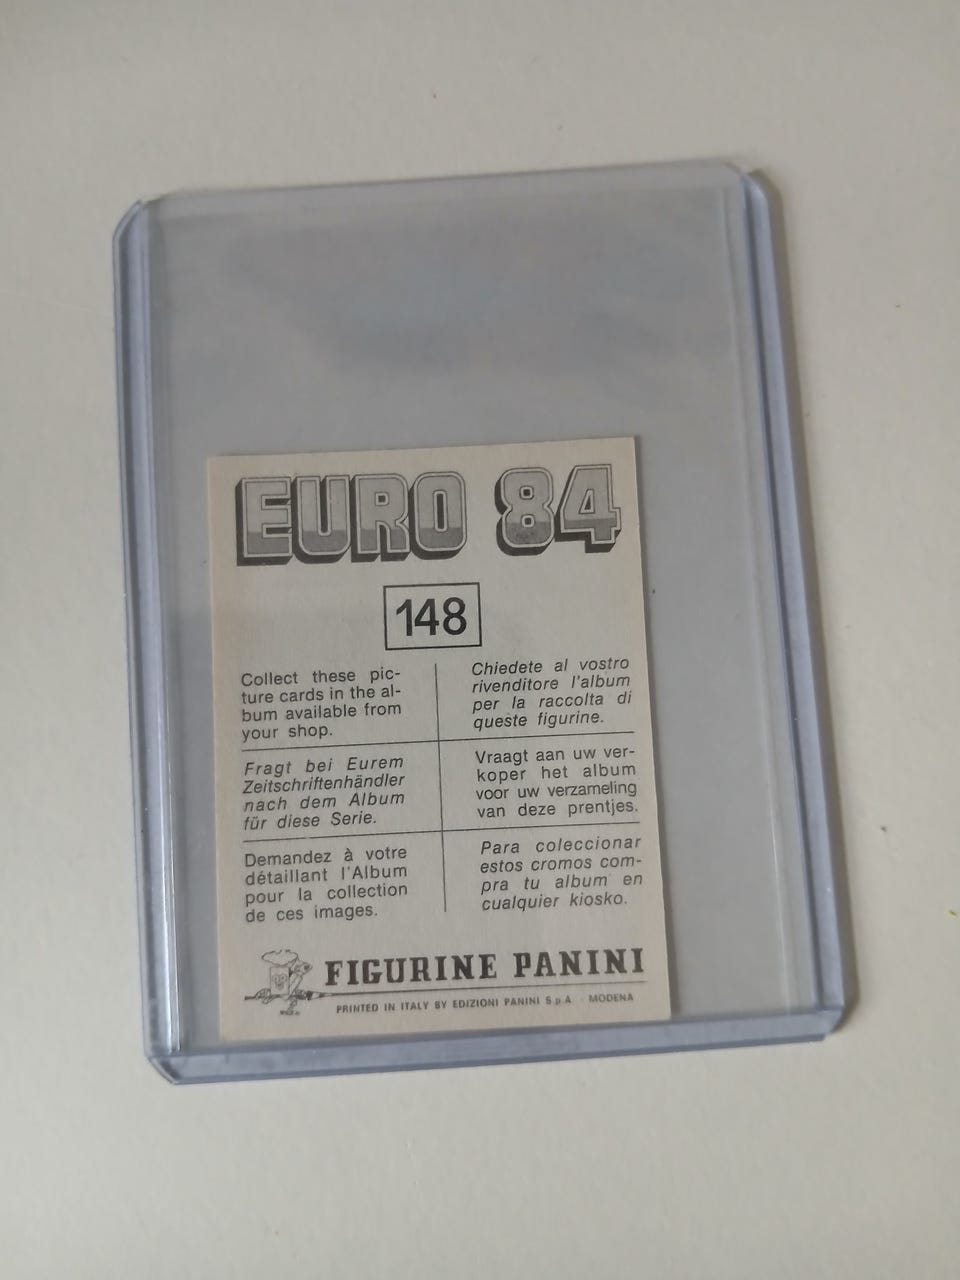 EURO 84
148
Collect these pic-
ture cards in the al-
bum available from
your shop.
Chiedete al vostro
rivenditore l'album
per la raccolta di
queste figurine.
Fragt bei Eurem
Zeitschriftenhändler
nach dem Album
für diese Serie.
Vraagt aan uw ver-
koper het album
voor uw verzameling
van deze prentjes.
Demandez à votre
détaillant l'Album
pour la collection
de ces images.
Para coleccionar
estos cromos com-
pra tu album en
cualquier kiosko.
FIGURINE PANINI
PRINTED IN ITALY BY EDIZIONI PANINI S.p.A. - MODENA